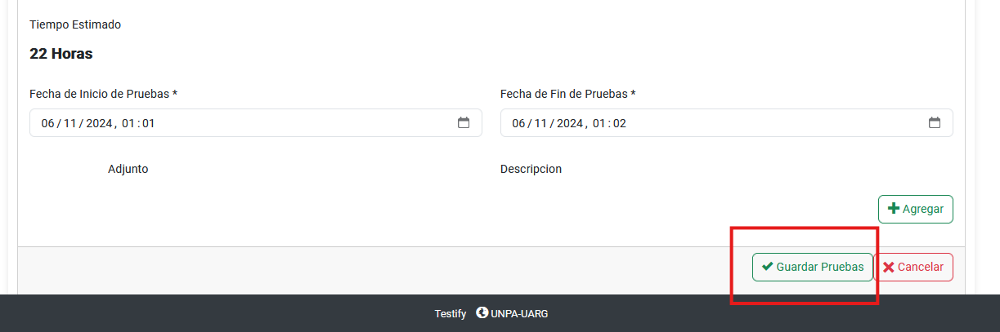 Tiempo Estimado
22 Horas
Fecha de Inicio de Pruebas * Fecha de Fin de Pruebas *
06/11/2024, 01:01 06/11/2024, 01:02
Adjunto Descripcion
Agregar
Guardar Pruebas Cancelar
Testify UNPA-UARG